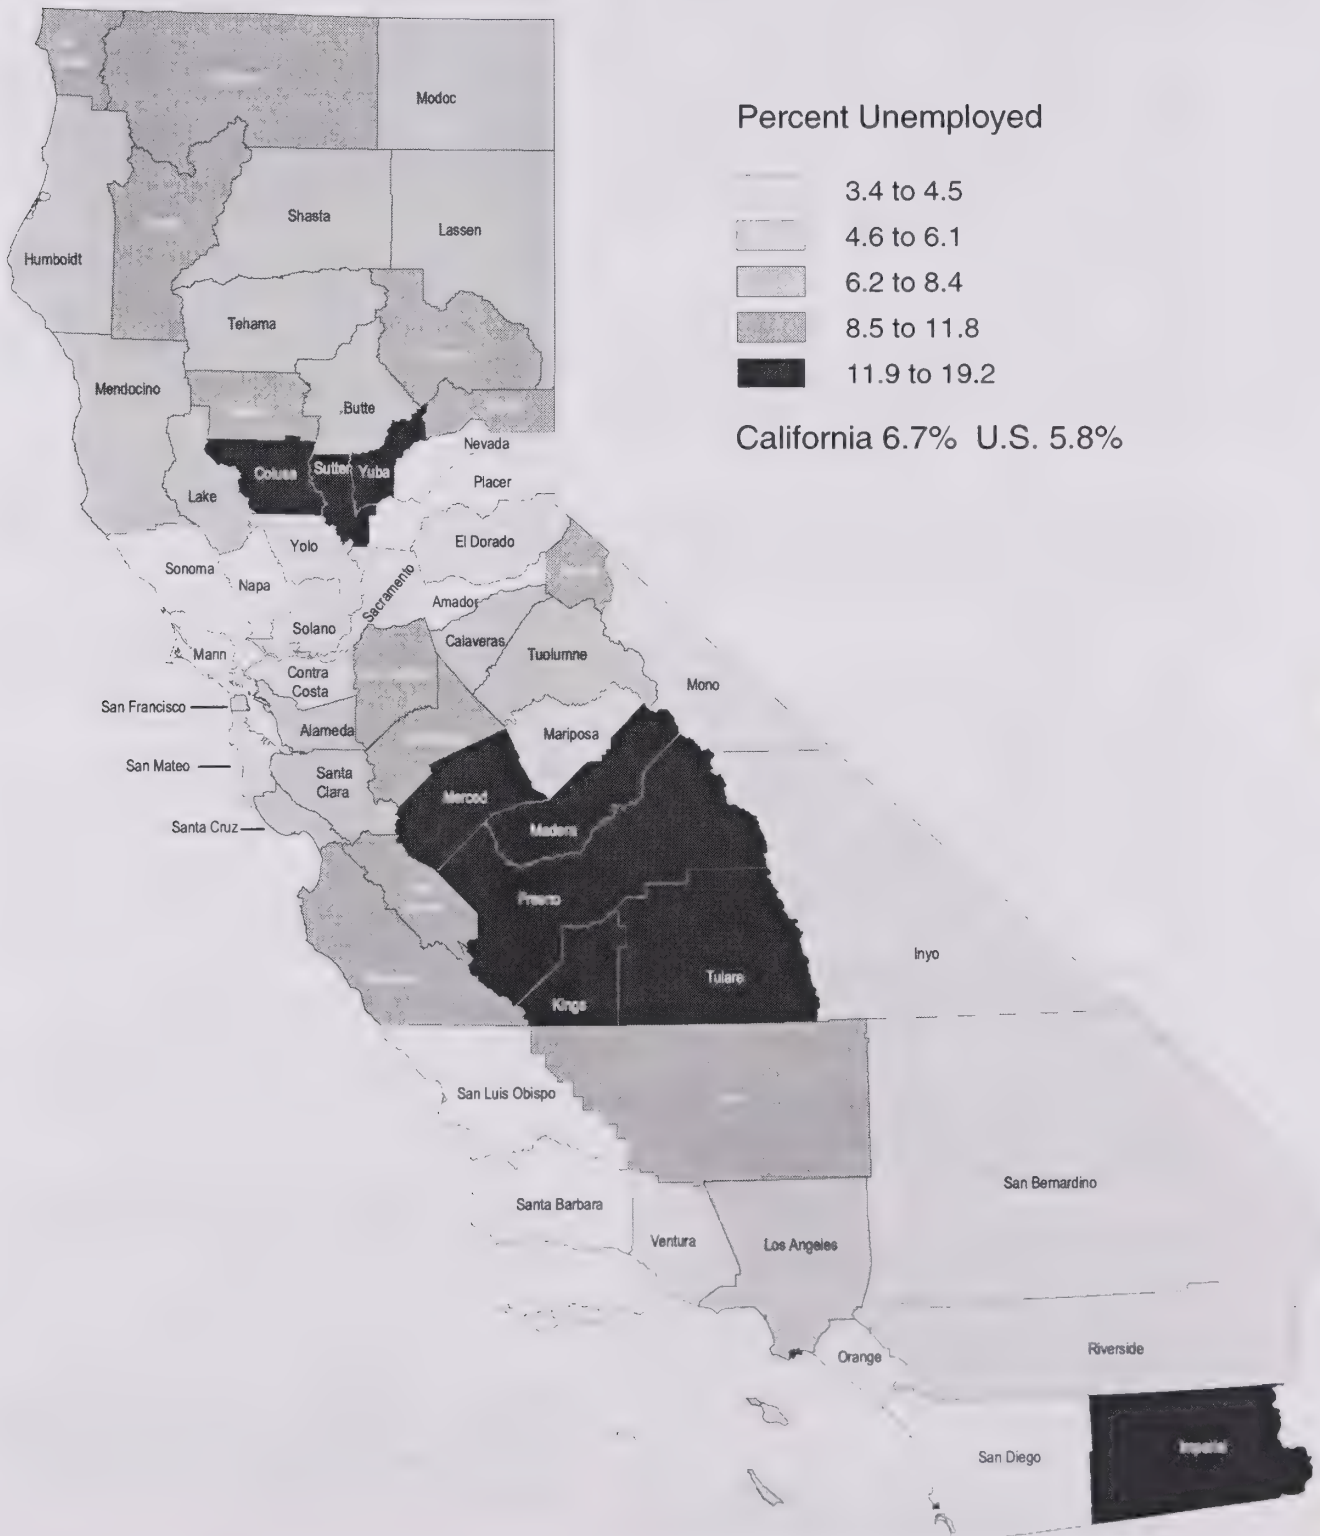 Percent Unemployed
3.4 to 4.5
4.6 to 6.1
6.2 to 8.4
8.5 to 11.8
11.9 to 19.2
California 6.7% U.S. 5.8%
Modoc
Shasta
Lassen
Humboldt
Tehama
Mendocino
Butte
Nevada
Colusa
Sutter
Yuba
Placer
Lake
Yolo
El Dorado
Sonoma
Napa
Sacramento
Amador
Solano
Calaveras
Marin
Tuolumne
Contra
Costa
Mono
San Francisco
Alameda
Mariposa
San Mateo
Santa
Clara
Merced
Santa Cruz
Madera
Fresno
Inyo
Tulare
Kings
San Luis Obispo
San Bernardino
Santa Barbara
Ventura
Los Angeles
Riverside
Orange
San Diego
Imperial